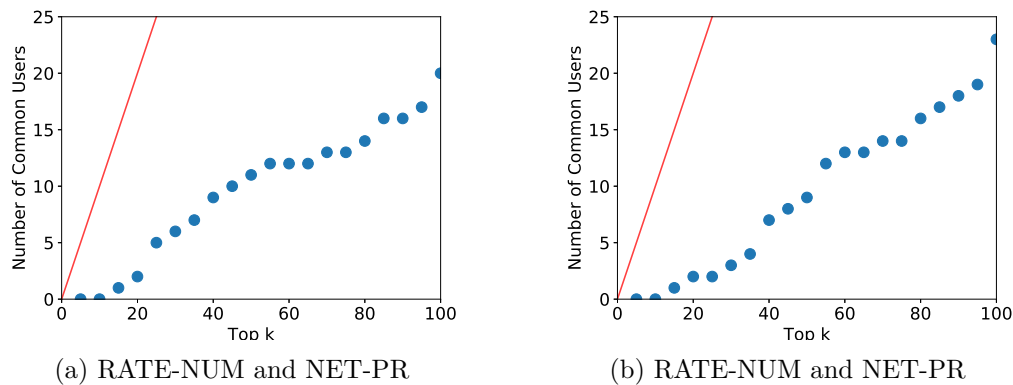 25
20
15
10
5
0
Number of Common Users
0 20 40 60 80 100
Top k
(a) RATE-NUM and NET-PR
25
20
15
10
5
0
Number of Common Users
0 20 40 60 80 100
Top k
(b) RATE-NUM and NET-PR